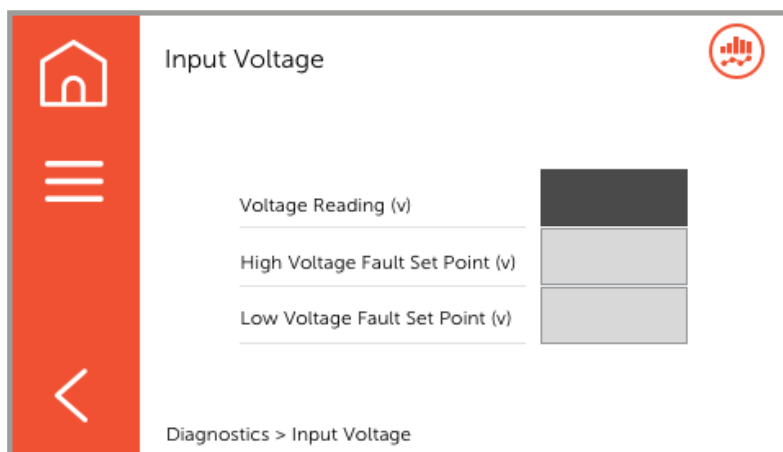 Input Voltage
Voltage Reading (v)
High Voltage Fault Set Point (v)
Low Voltage Fault Set Point (v)
Diagnostics > Input Voltage